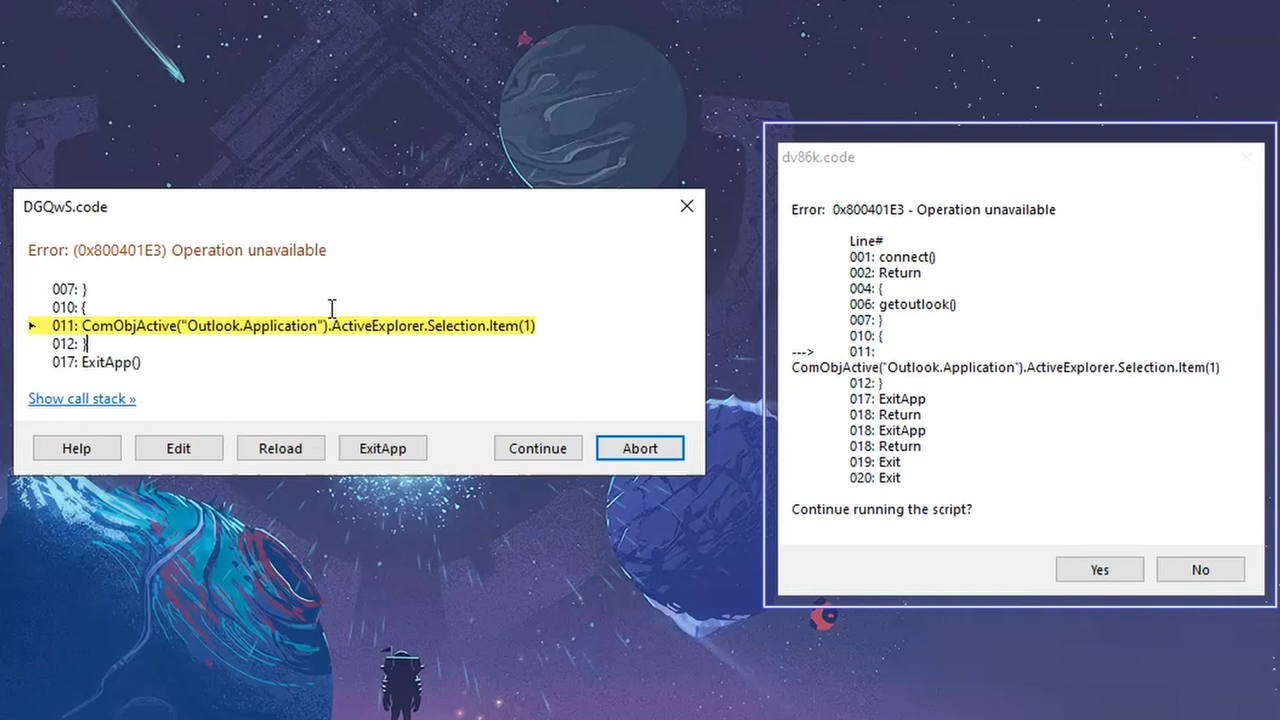 DGQwS.code
Error: (0x800401E3) Operation unavailable
007: }
010: {
011: ComObjActive("Outlook.Application").ActiveExplorer.Selection.Item(1)
012: }
017: ExitApp()
Show call stack »
Help
Edit
Reload
ExitApp
Continue
Abort
dv86k.code
Error:  0x800401E3 - Operation unavailable
Line#
001: connect()
002: Return
004: {
006: getoutlook()
007: }
010: {
---> 011:
ComObjActive("Outlook.Application").ActiveExplorer.Selection.Item(1)
012: }
017: ExitApp
018: Return
018: ExitApp
018: Return
019: Exit
020: Exit
Continue running the script?
Yes
No